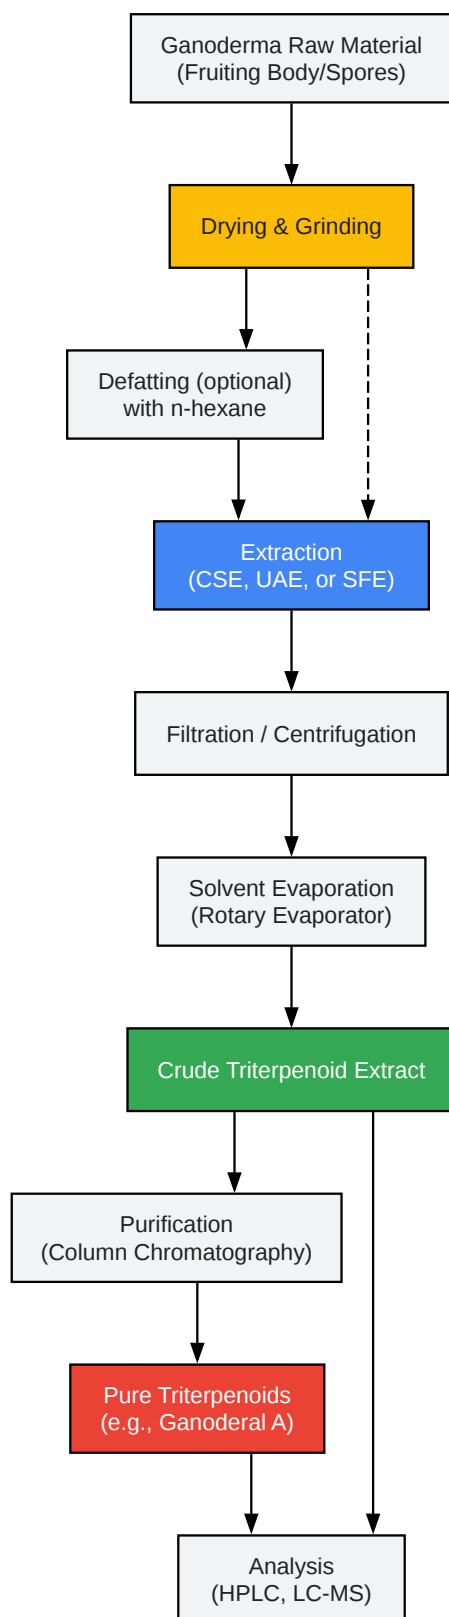 Ganoderma Raw Material
(Fruiting Body/Spores)
Drying & Grinding
Defatting (optional)
with n-hexane
Extraction
(CSE, UAE, or SFE)
Filtration / Centrifugation
Solvent Evaporation
(Rotary Evaporator)
Crude Triterpenoid Extract
Purification
(Column Chromatography)
Pure Triterpenoids
(e.g., Ganoderal A)
Analysis
(HPLC, LC-MS)